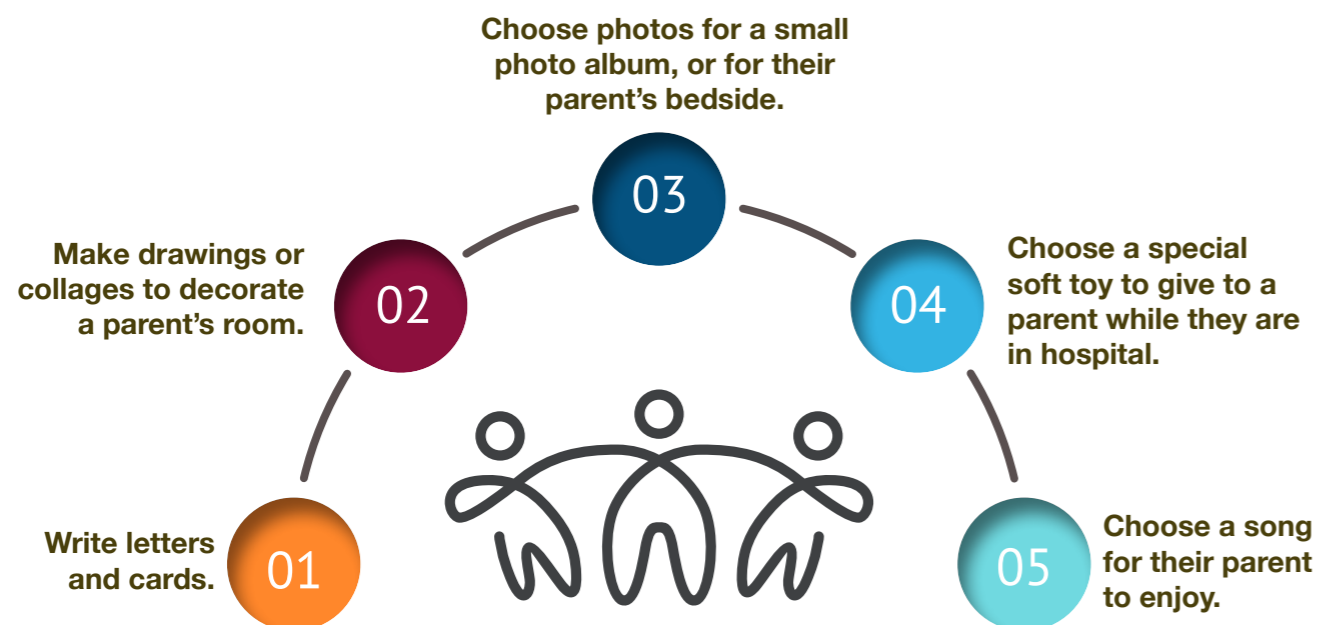 01
Write letters
and cards.
02
Make drawings or
collages to decorate
a parent’s room.
03
Choose photos for a small
photo album, or for their
parent’s bedside.
04
Choose a special
soft toy to give to a
parent while they are
in hospital.
05
Choose a song
for their parent
to enjoy.